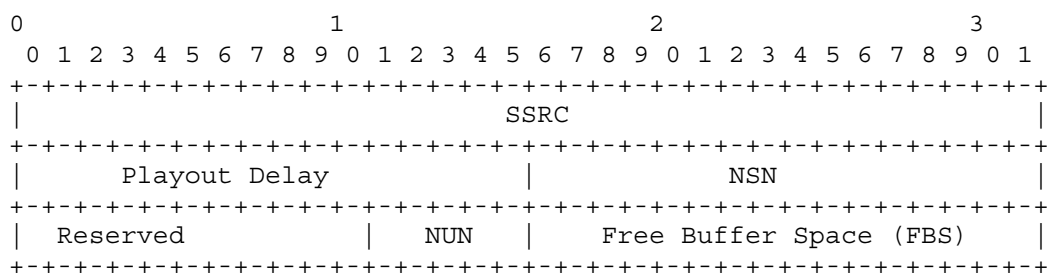 0                   1                   2                   3
 0 1 2 3 4 5 6 7 8 9 0 1 2 3 4 5 6 7 8 9 0 1 2 3 4 5 6 7 8 9 0 1
+-+-+-+-+-+-+-+-+-+-+-+-+-+-+-+-+-+-+-+-+-+-+-+-+-+-+-+-+-+-+-+-+
|                              SSRC                             |
+-+-+-+-+-+-+-+-+-+-+-+-+-+-+-+-+-+-+-+-+-+-+-+-+-+-+-+-+-+-+-+-+
|      Playout Delay            |            NSN                |
+-+-+-+-+-+-+-+-+-+-+-+-+-+-+-+-+-+-+-+-+-+-+-+-+-+-+-+-+-+-+-+-+
|  Reserved           |   NUN   |    Free Buffer Space (FBS)    |
+-+-+-+-+-+-+-+-+-+-+-+-+-+-+-+-+-+-+-+-+-+-+-+-+-+-+-+-+-+-+-+-+